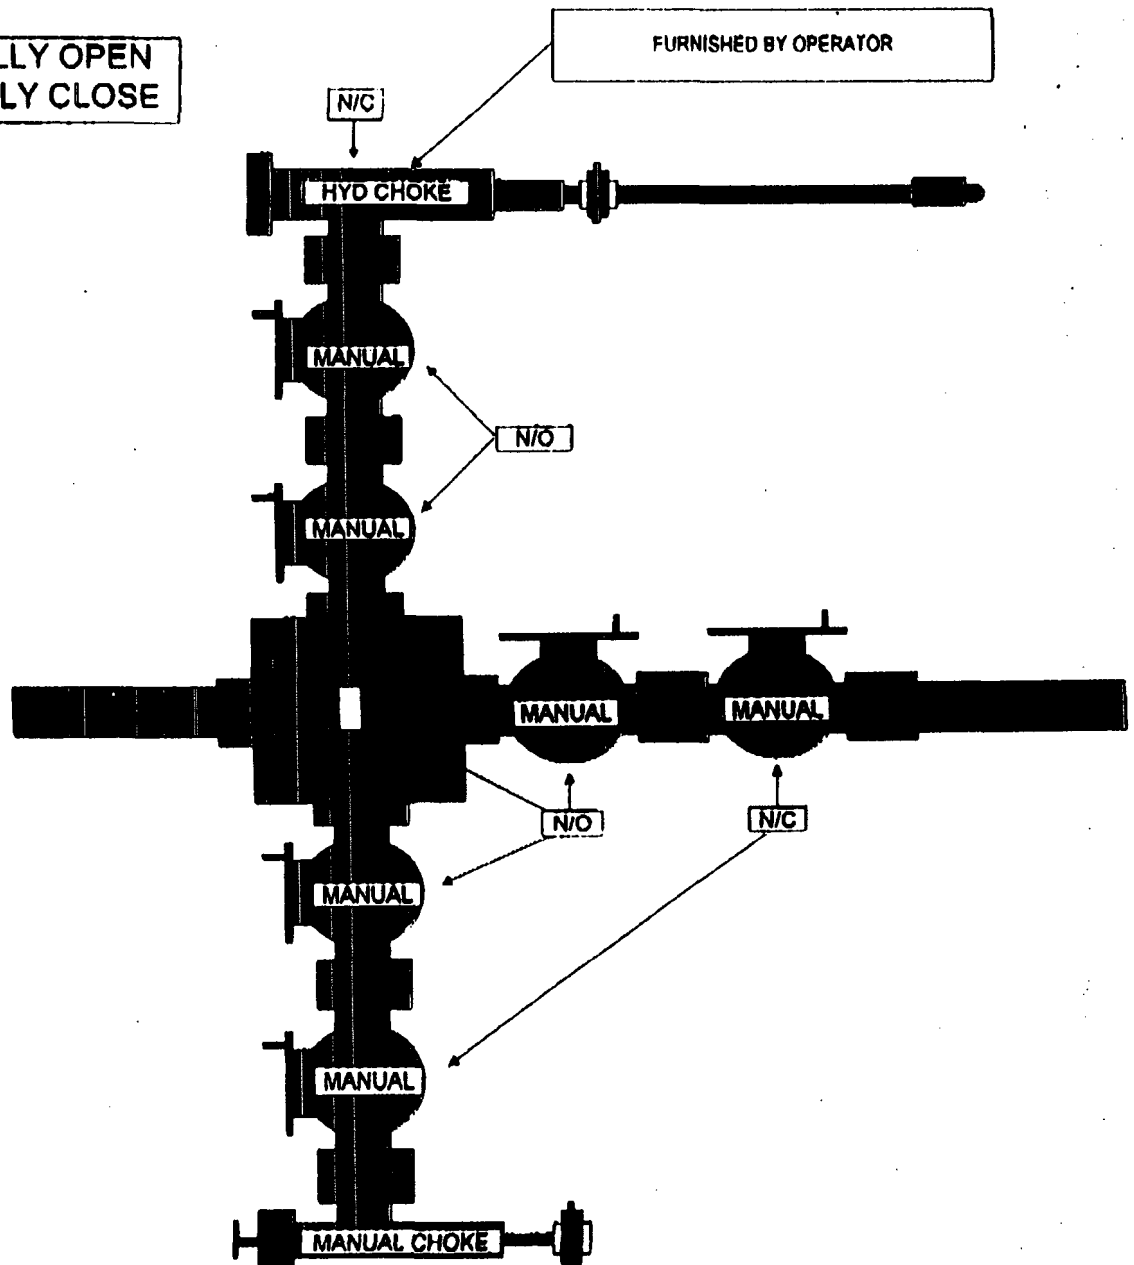 LLY OPEN
LY CLOSE
FURNISHED BY OPERATOR
N/C
HYD CHOKE
MANUAL
N/O
MANUAL
MANUAL
MANUAL
N/O
N/C
MANUAL
MANUAL
MANUAL CHOKE